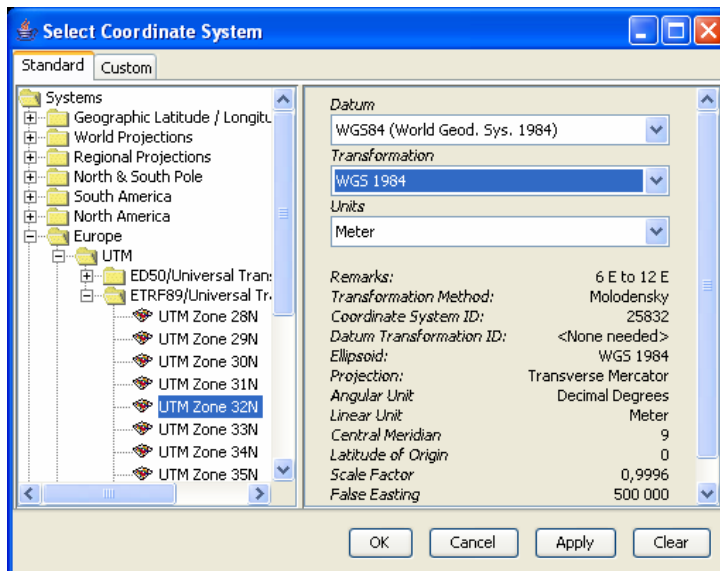 Select Coordinate System
Standard
Custom
Systems
Geographic Latitude / Longitu
World Projections
Regional Projections
North & South Pole
South America
North America
Europe
UTM
ED50/Universal Trans
ETRF89/Universal Tr
UTM Zone 28N
UTM Zone 29N
UTM Zone 30N
UTM Zone 31N
UTM Zone 32N
UTM Zone 33N
UTM Zone 34N
UTM Zone 35N
Datum
WGS84 (World Geod. Sys. 1984)
Transformation
WGS 1984
Units
Meter
Remarks: 6 E to 12 E
Transformation Method: Molodensky
Coordinate System ID: 25832
Datum Transformation ID: <None needed>
Ellipsoid: WGS 1984
Projection: Transverse Mercator
Angular Unit Decimal Degrees
Linear Unit Meter
Central Meridian 9
Latitude of Origin 0
Scale Factor 0,9996
False Easting 500 000
OK
Cancel
Apply
Clear